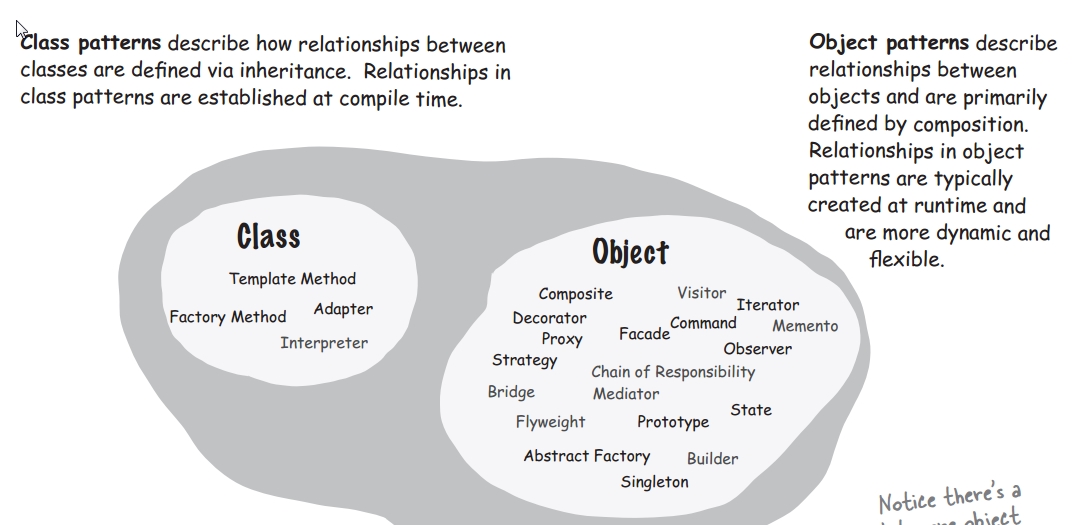 Class patterns describe how relationships between
classes are defined via inheritance. Relationships in
class patterns are established at compile time.
Object patterns describe
relationships between
objects and are primarily
defined by composition.
Relationships in object
patterns are typically
created at runtime and
are more dynamic and
flexible.
Class
Template Method
Factory Method
Adapter
Interpreter
Object
Composite
Visitor
Iterator
Decorator
Command
Memento
Proxy
Facade
Observer
Strategy
Chain of Responsibility
Bridge
Mediator
State
Flyweight
Prototype
Abstract Factory
Builder
Singleton
Notice there's a
object